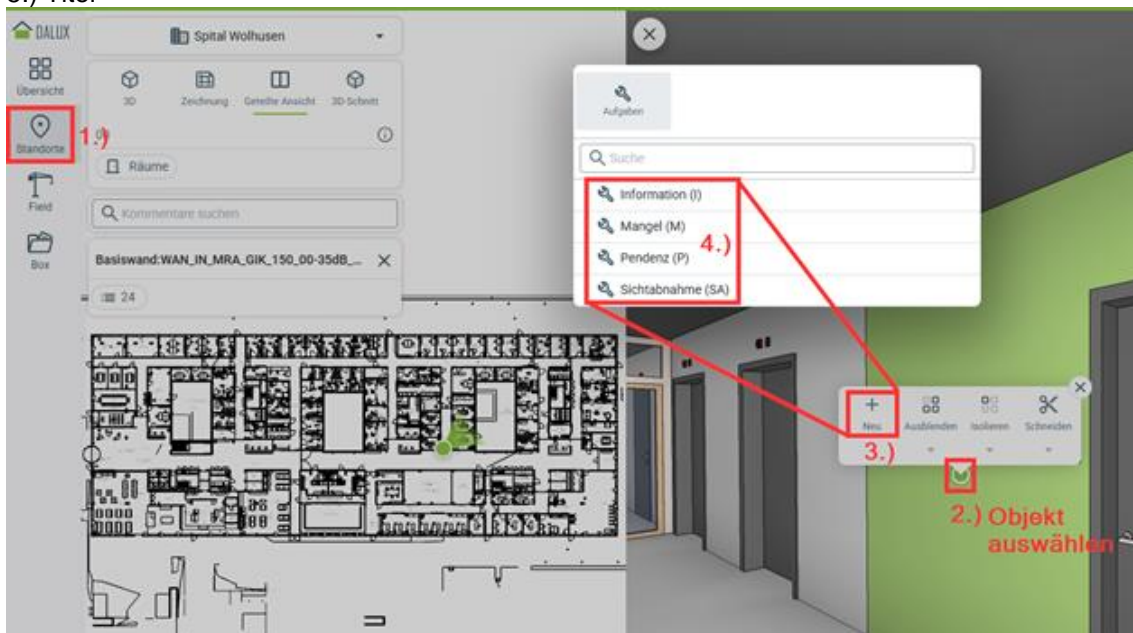 DALUX
Spital Wolhusen
Übersicht
3D
Zeichnung
Geteilte Ansicht
3D-Schnitt
Aufgaben
Standorte
1.)
Räume
Suche
Field
Information (I)
Kommentare suchen
Mangel (M)
4.)
Box
Basiswand:WAN_IN_MRA_GIK_150_00-35dB_...
Pendenz (P)
24
Sichtabnahme (SA)
Neu
Ausblenden
Isolieren
Schneiden
3.)
2.) Objekt
auswählen